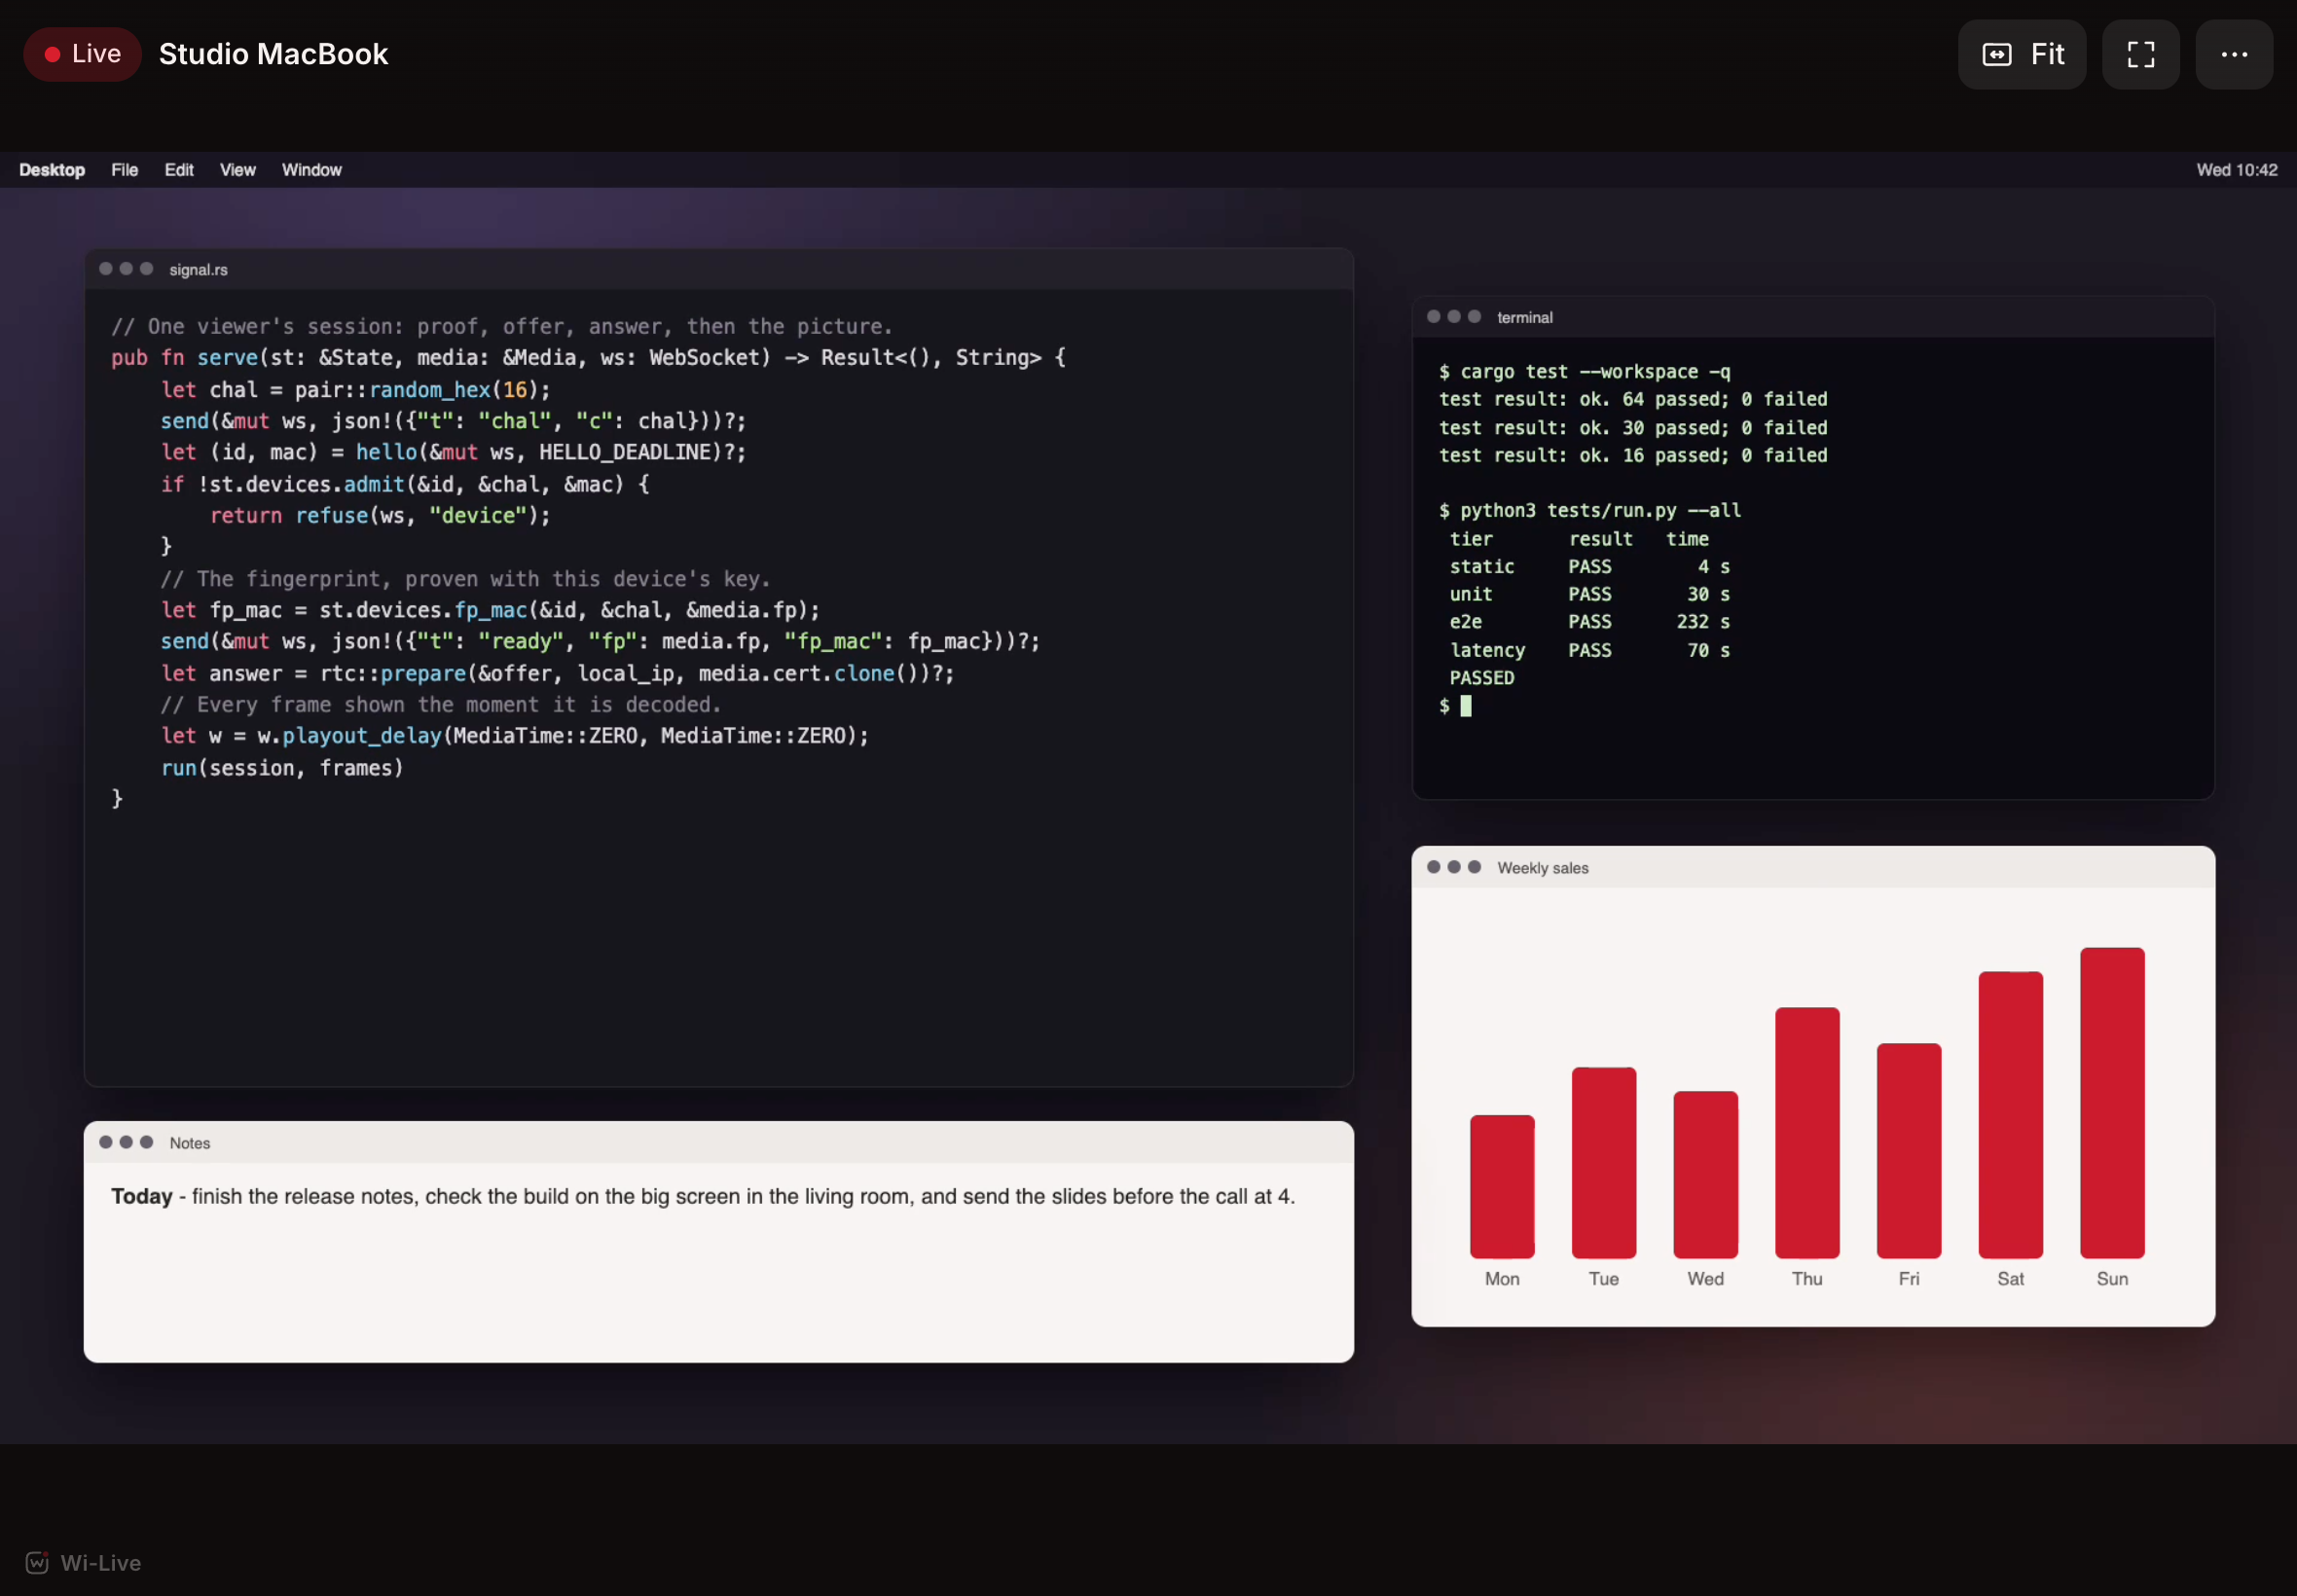 Live Studio MacBook
Fit
Desktop File Edit View Window
Wed 10:42
signal.rs
// One viewer's session: proof, offer, answer, then the picture.
pub fn serve(st: &State, media: &Media, ws: WebSocket) -> Result<(), String> {
    let chal = pair::random_hex(16);
    send(&mut ws, json!({"t": "chal", "c": chal}))?;
    let (id, mac) = hello(&mut ws, HELLO_DEADLINE)?;
    if !st.devices.admit(&id, &chal, &mac) {
        return refuse(ws, "device");
    }
    // The fingerprint, proven with this device's key.
    let fp_mac = st.devices.fp_mac(&id, &chal, &media.fp);
    send(&mut ws, json!({"t": "ready", "fp": media.fp, "fp_mac": fp_mac}))?;
    let answer = rtc::prepare(&offer, local_ip, media.cert.clone())?;
    // Every frame shown the moment it is decoded.
    let w = w.playout_delay(MediaTime::ZERO, MediaTime::ZERO);
    run(session, frames)
}
terminal
$ cargo test --workspace -q
test result: ok. 64 passed; 0 failed
test result: ok. 30 passed; 0 failed
test result: ok. 16 passed; 0 failed
$ python3 tests/run.py --all
 tier       result   time
 static     PASS        4 s
 unit       PASS       30 s
 e2e        PASS      232 s
 latency    PASS       70 s
 PASSED
$
Notes
Today - finish the release notes, check the build on the big screen in the living room, and send the slides before the call at 4.
Weekly sales
Mon Tue Wed Thu Fri Sat Sun
Wi-Live